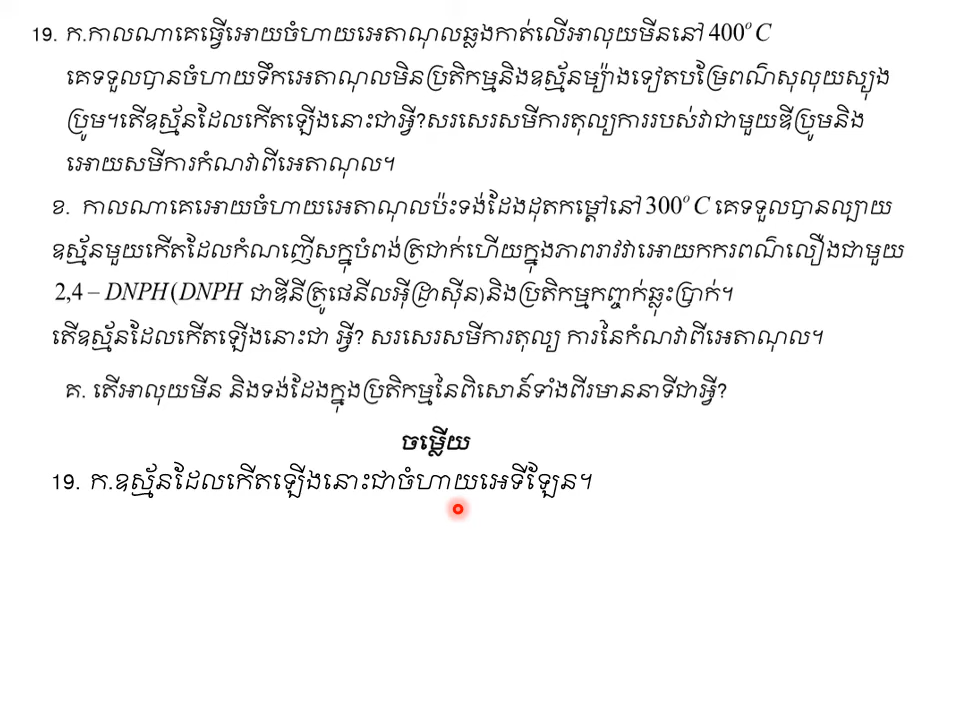 19. ក.កាលណាគេធ្វើអោយចំហាយអេតាណុលឆ្លងកាត់លើអាលុយមីននៅ 400°C
គេទទួលបានចំហាយទឹកអេតាណុលមិនប្រតិកម្មនិងឧស្ម័នម្យ៉ាងទៀតបម្រែពណ៌សុលុយស្យុង
ប្រូម។តើឧស្ម័នដែលកើតឡើងនោះជាអ្វី?សរសេរសមីការតុល្យការរបស់វាជាមួយឌីប្រូមនិង
អោយសមីការកំណវាពីអេតាណុល។
ខ. កាលណាគេអោយចំហាយអេតាណុលប៉ះទង់ដែងដុតកម្ដៅនៅ 300°C គេទទួលបានល្បាយ
ឧស្ម័នមួយកើតដែលកំណញើសក្នុបំពង់ត្រជាក់ហើយក្នុងភាពរាវវាអោយកករពណ៌លឿងជាមួយ
2,4 – DNPH (DNPH ជាឌីនីត្រូផេនីលអ៊ីដ្រាស៊ីន)និងប្រតិកម្មកញ្ចក់ឆ្លុះប្រាក់។
តើឧស្ម័នដែលកើតឡើងនោះជា អ្វី? សរសេរសមីការតុល្យ ការនៃកំណវាពីអេតាណុល។
គ. តើអាលុយមីន និងទង់ដែងក្នុងប្រតិកម្មនៃពិសោន៍ទាំងពីរមាននាទីជាអ្វី?
ចម្លើយ
19. ក.ឧស្ម័នដែលកើតឡើងនោះជាចំហាយអេទីឡែន។